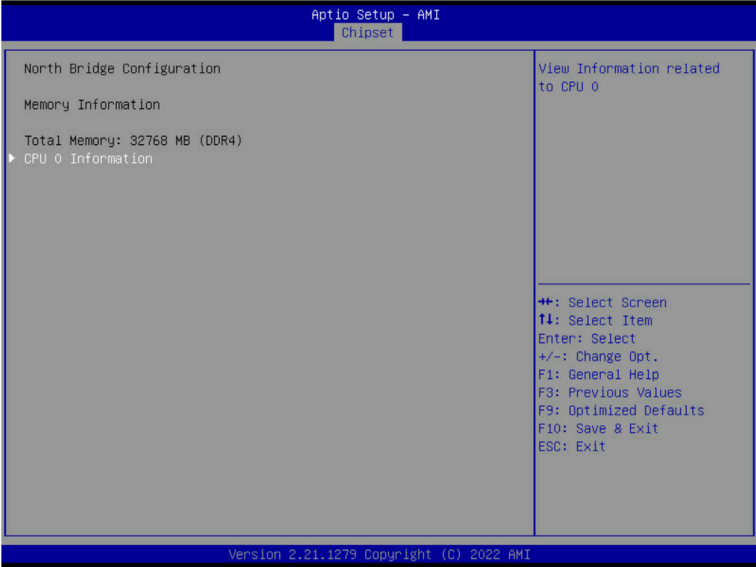 Aptio Setup - AMI
Chipset
North Bridge Configuration
Memory Information
Total Memory: 32768 MB (DDR4)
CPU 0 Information
View Information related
to CPU 0
→←: Select Screen
↑↓: Select Item
Enter: Select
+/-: Change Opt.
F1: General Help
F3: Previous Values
F9: Optimized Defaults
F10: Save & Exit
ESC: Exit
Version 2.21.1279 Copyright (C) 2022 AMI